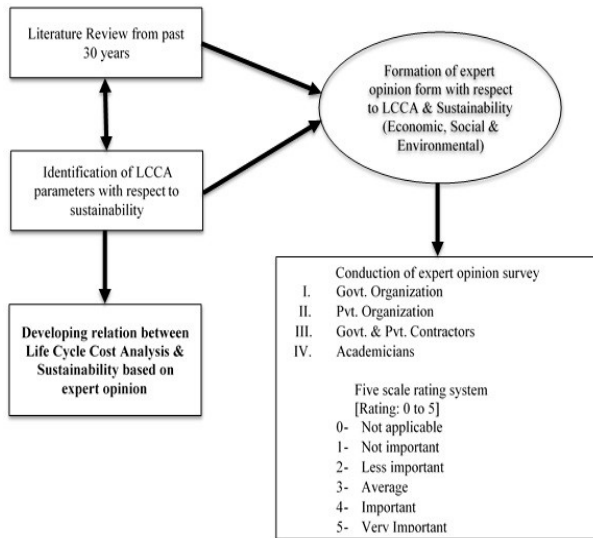 Literature Review from past
30 years
Formation of expert
opinion form with respect
to LCCA & Sustainability
(Economic, Social &
Environmental)
Identification of LCCA
parameters with respect to
sustainability
Developing relation between
Life Cycle Cost Analysis &
Sustainability based on
expert opinion
Conduction of expert opinion survey
I. Govt. Organization
II. Pvt. Organization
III. Govt. & Pvt. Contractors
IV. Academicians
Five scale rating system
[Rating: 0 to 5]
0- Not applicable
1- Not important
2- Less important
3- Average
4- Important
5- Very Important